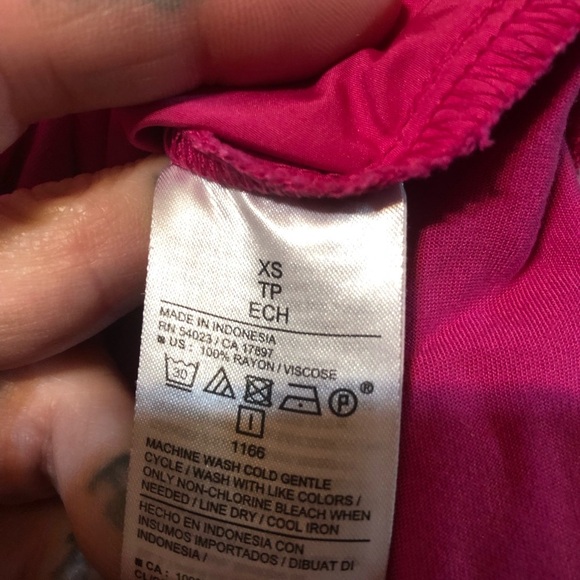 XS
TP
ECH
MADE IN INDONESIA
RN 54023 / CA 17897
■ US : 100% RAYON / VISCOSE
30 P ®
I
1166
MACHINE WASH COLD GENTLE
CYCLE / WASH WITH LIKE COLORS /
ONLY NON-CHLORINE BLEACH WHEN
NEEDED / LINE DRY / COOL IRON
HECHO EN INDONESIA CON
INSUMOS IMPORTADOS / DIBUAT DI
INDONESIA /
■ CA :